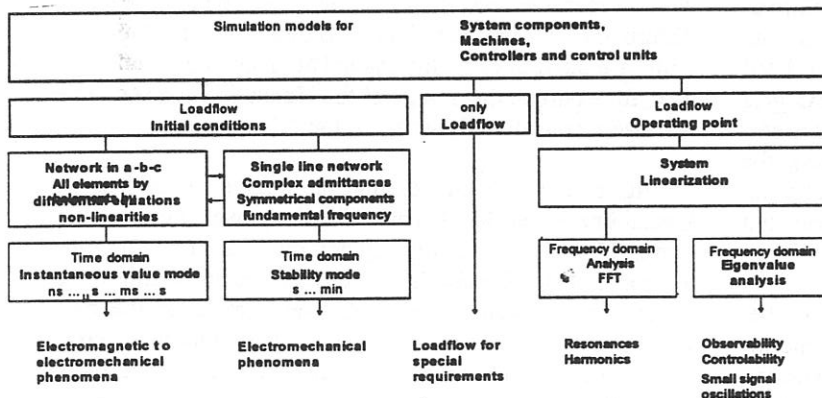 Simulation models for
System components,
Machines,
Controllers and control units
Loadflow
Initial conditions
only
Loadflow
Loadflow
Operating point
Network in a-b-c
All elements by
differential equations
non-linearities
Single line network
Complex admittances
Symmetrical components
Fundamental frequency
System
Linearization
Time domain
Instantaneous value mode
ns ... µs ... ms ... s
Time domain
Stability mode
s ... min
Frequency domain
Analysis
FFT
Frequency domain
Eigenvalue
analysis
Electromagnetic to
electromechanical
phenomena
Electromechanical
phenomena
Loadflow for
special
requirements
Resonances
Harmonics
Observability
Controlability
Small signal
oscillations